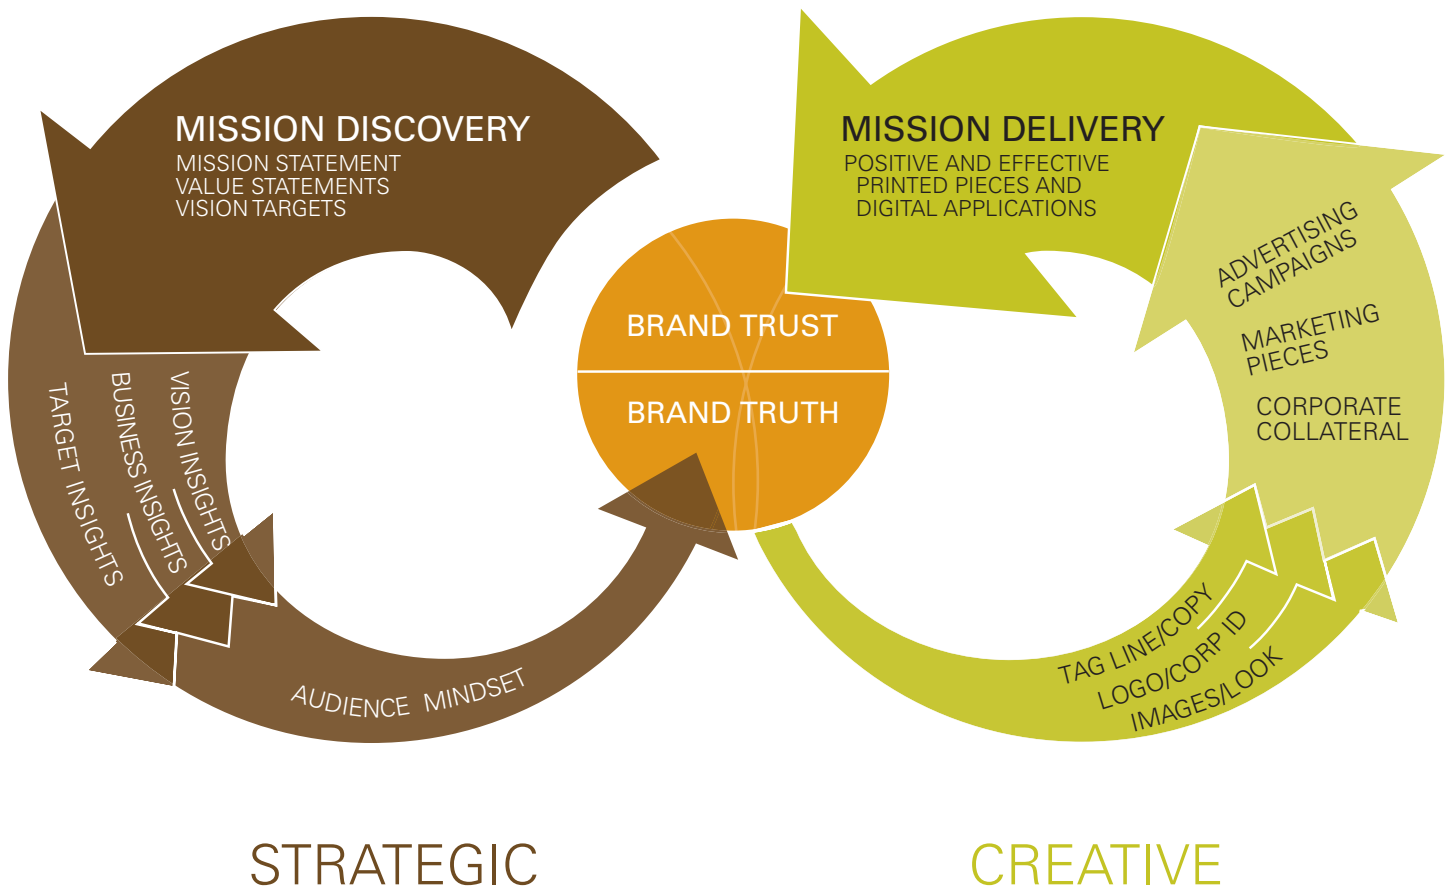 MISSION DISCOVERY
MISSION STATEMENT
VALUE STATEMENTS
VISION TARGETS
TARGET INSIGHTS
BUSINESS INSIGHTS
VISION INSIGHTS
AUDIENCE MINDSET
BRAND TRUST
BRAND TRUTH
MISSION DELIVERY
POSITIVE AND EFFECTIVE
PRINTED PIECES AND
DIGITAL APPLICATIONS
ADVERTISING
CAMPAIGNS
MARKETING
PIECES
CORPORATE
COLLATERAL
TAG LINE/COPY
LOGO/CORP ID
IMAGES/LOOK
STRATEGIC
CREATIVE